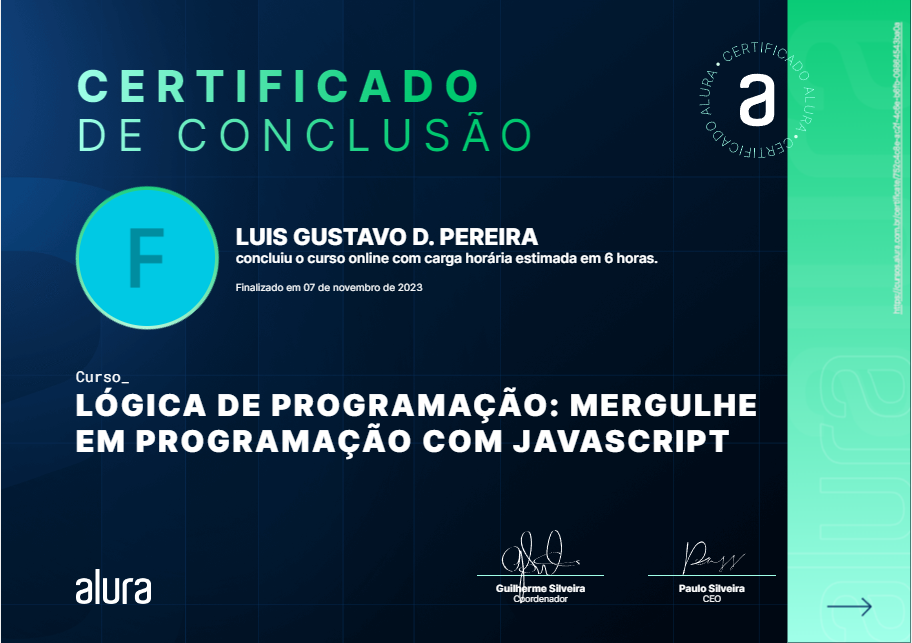 CERTIFICADO
DE CONCLUSÃO
CERTIFICADO ALURA • CERTIFICADO ALURA •
a
F
LUIS GUSTAVO D. PEREIRA
concluiu o curso online com carga horária estimada em 6 horas.
Finalizado em 07 de novembro de 2023
Curso_
LÓGICA DE PROGRAMAÇÃO: MERGULHE
EM PROGRAMAÇÃO COM JAVASCRIPT
alura
Guilherme Silveira
Coordenador
Paulo Silveira
CEO
alura